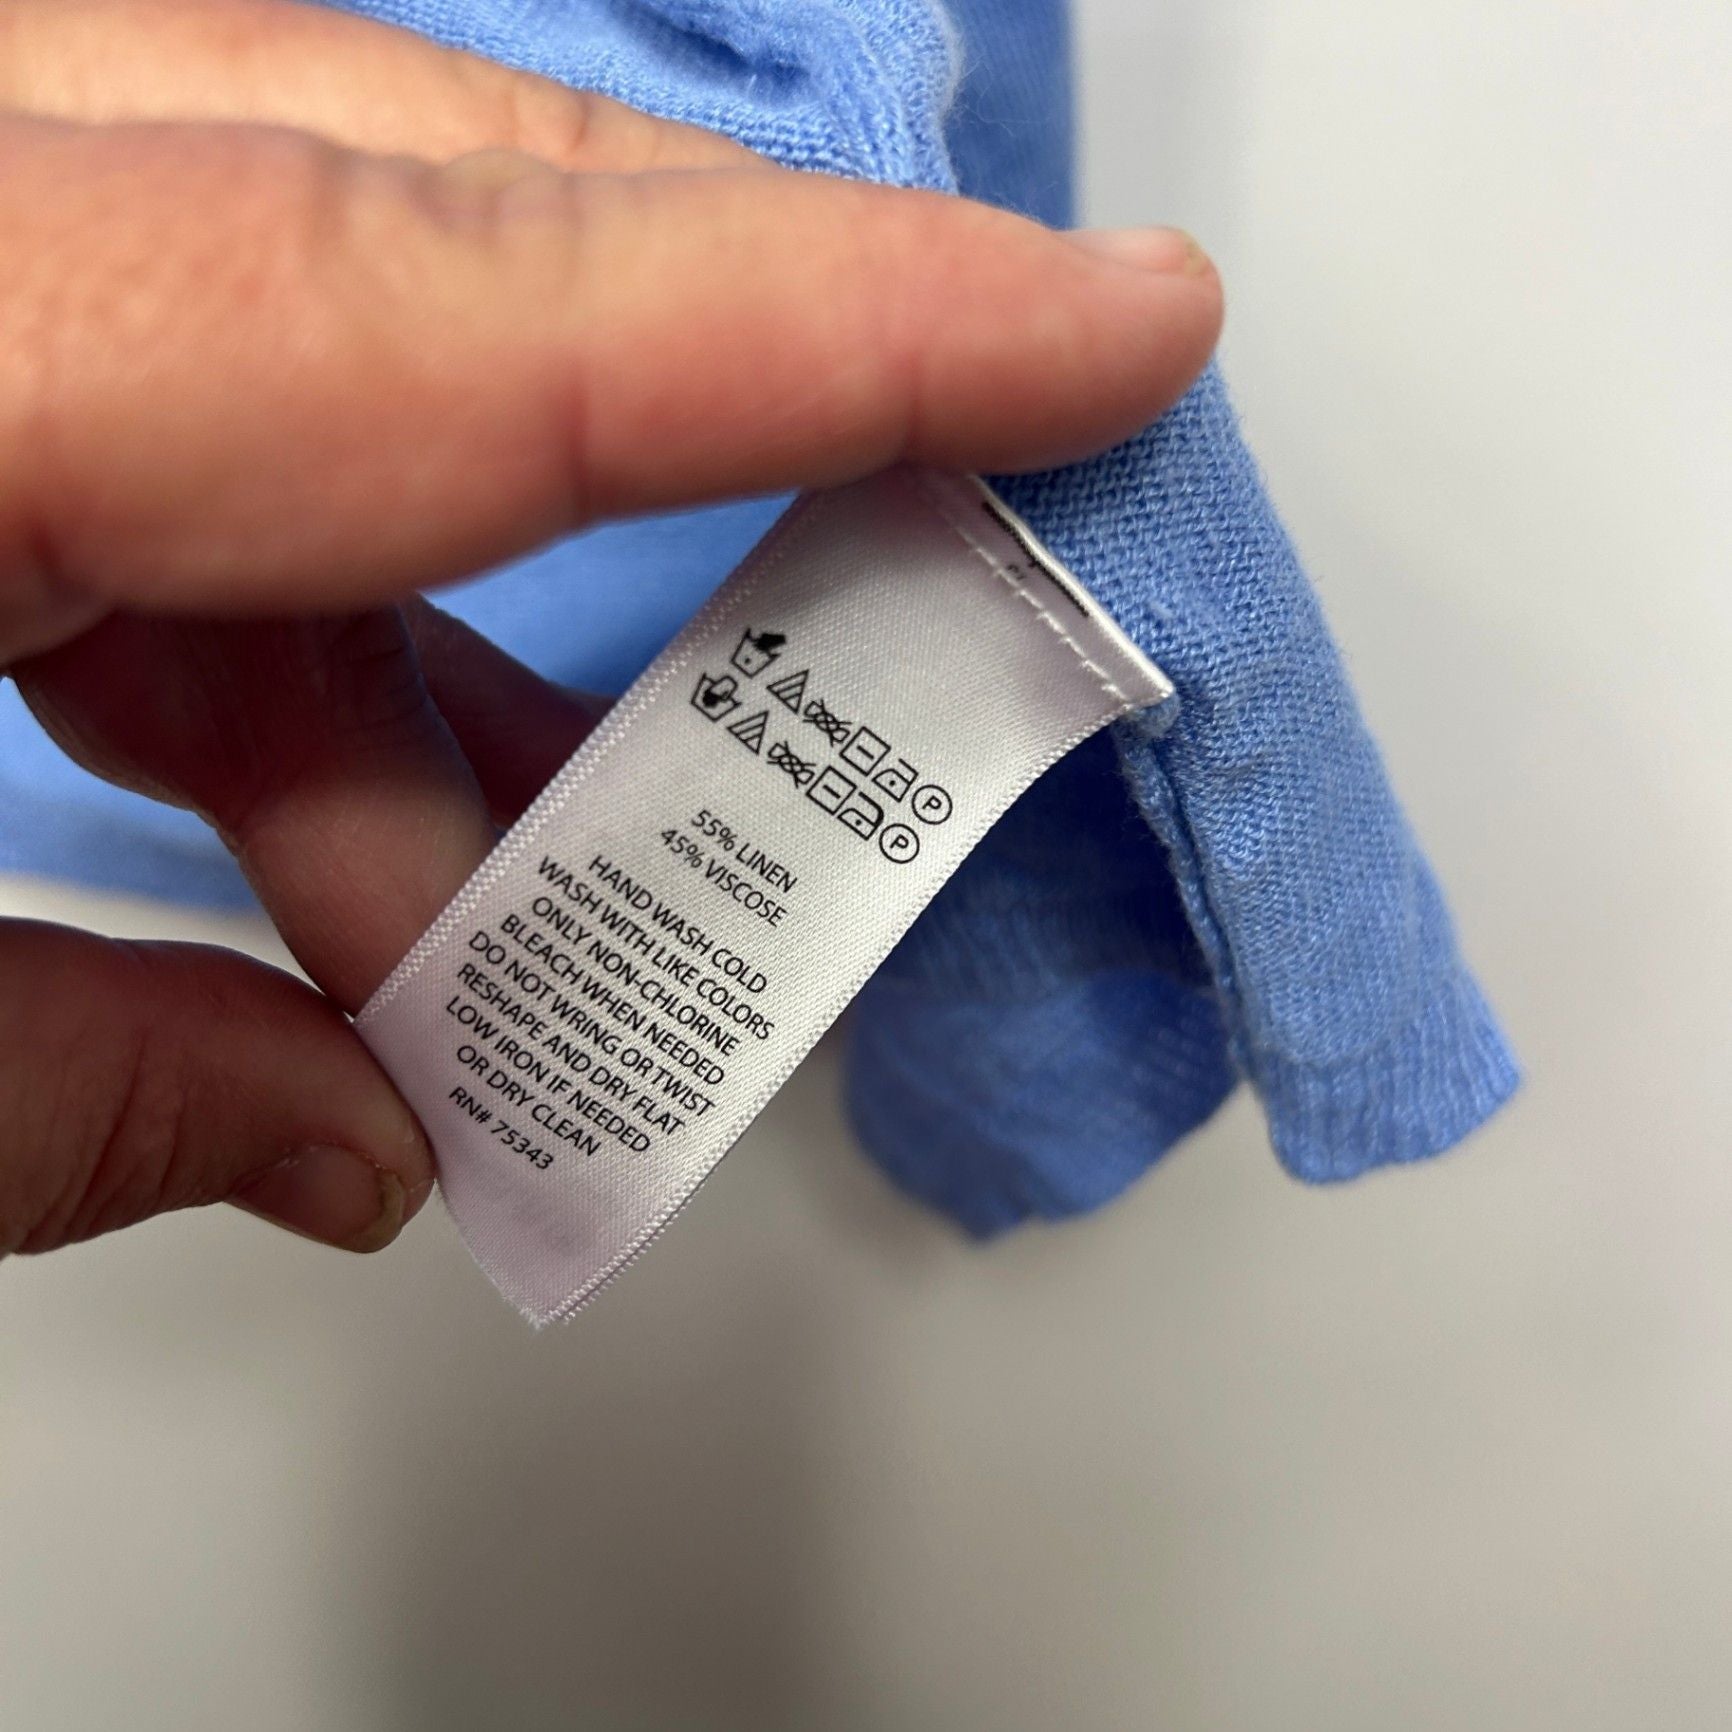 P
P
55% LINEN
45% VISCOSE
HAND WASH COLD
WASH WITH LIKE COLORS
ONLY NON-CHLORINE
BLEACH WHEN NEEDED
DO NOT WRING OR TWIST
RESHAPE AND DRY FLAT
LOW IRON IF NEEDED
OR DRY CLEAN
RN# 75343